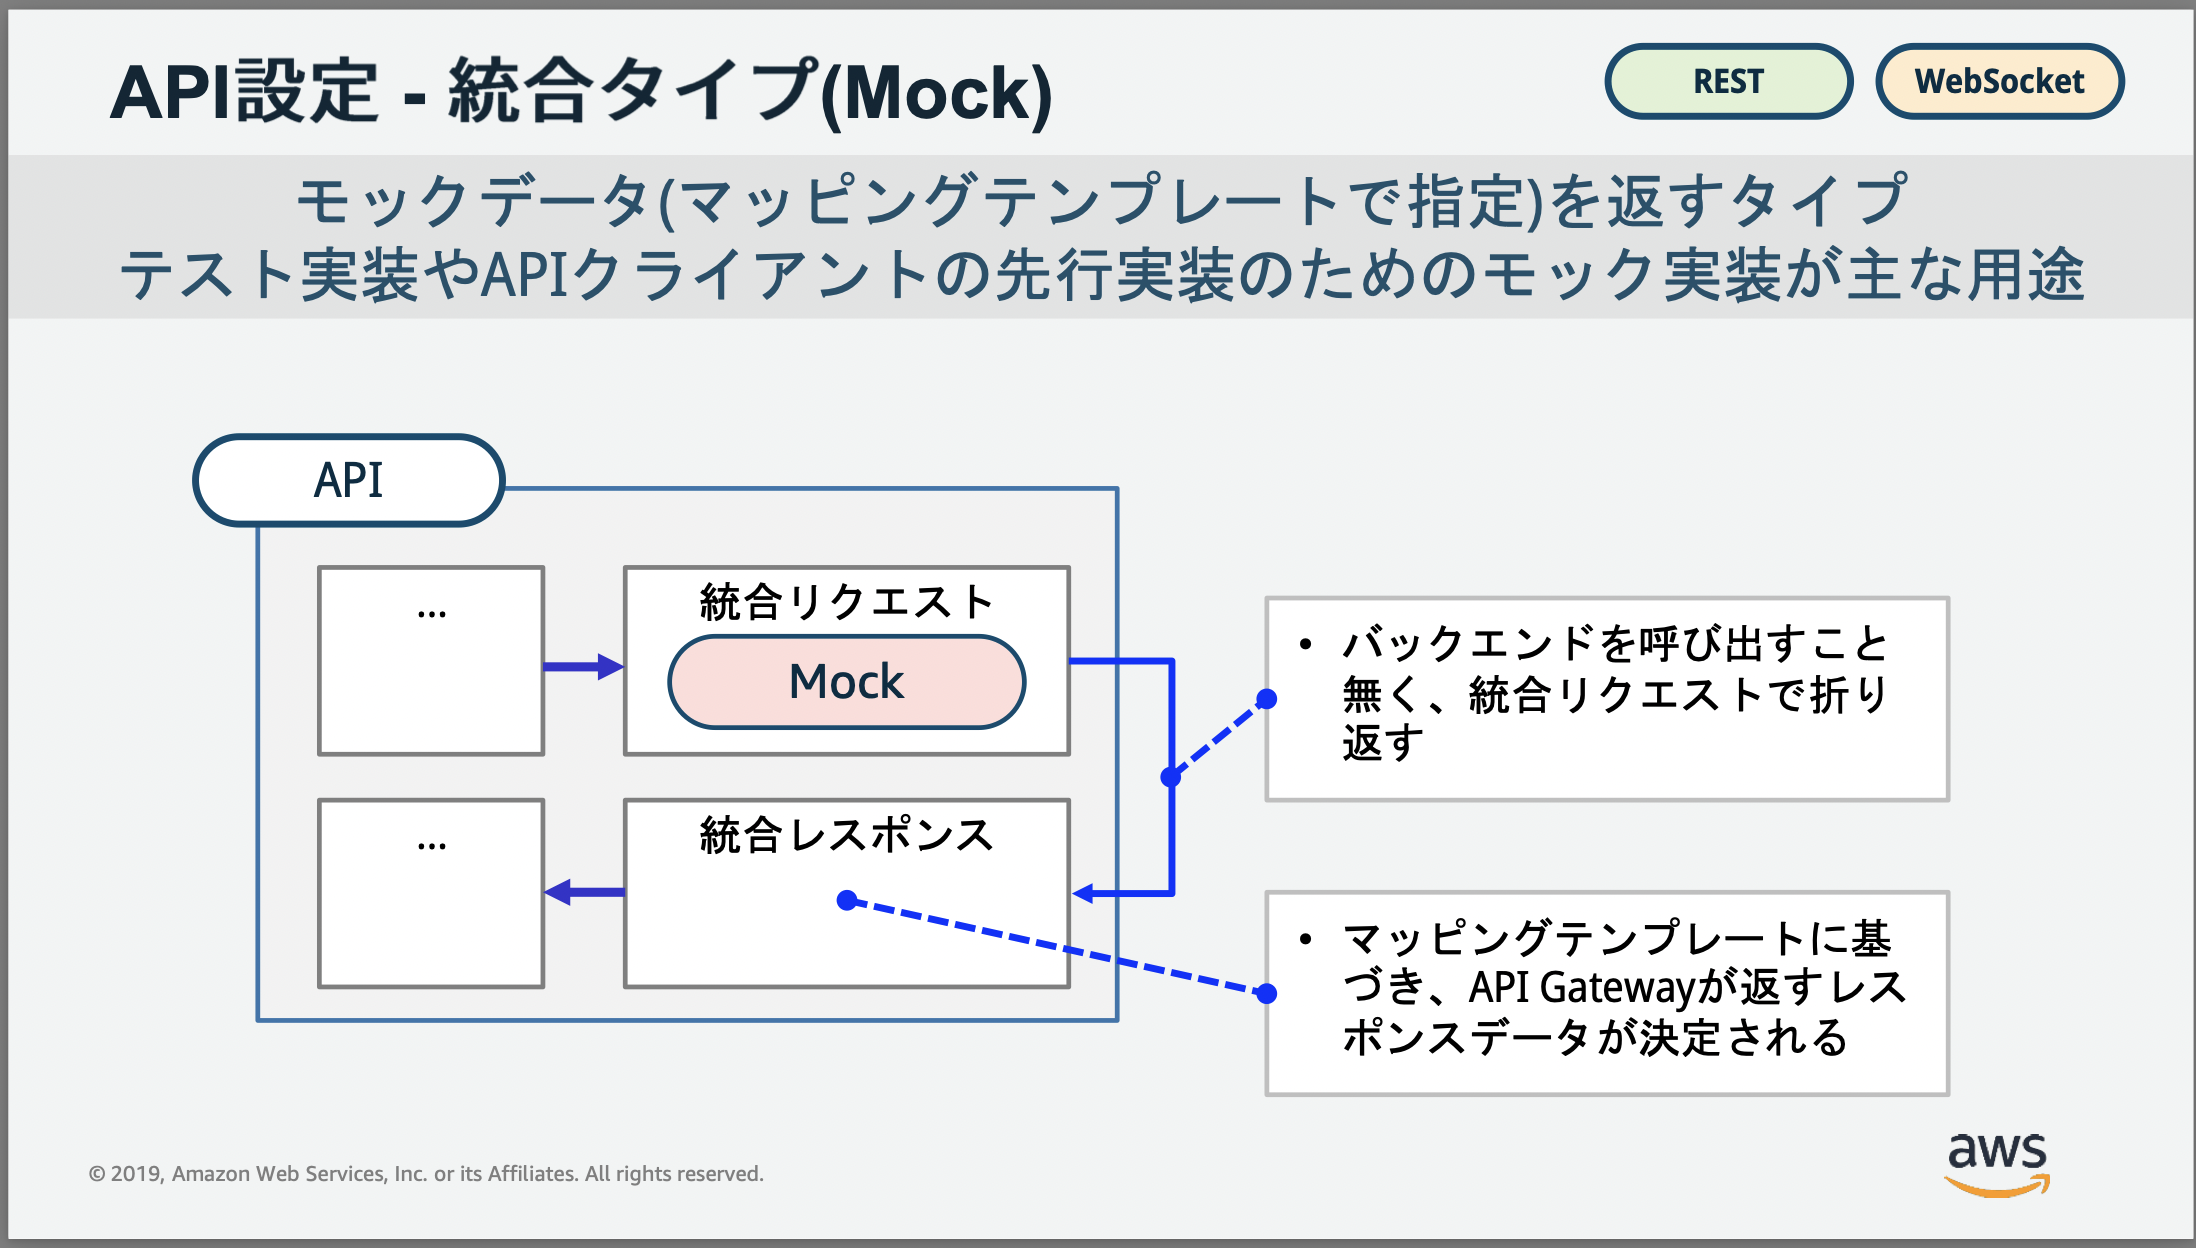 API設定 - 統合タイプ(Mock)
REST
WebSocket
モックデータ(マッピングテンプレートで指定)を返すタイプ
テスト実装やAPIクライアントの先行実装のためのモック実装が主な用途
API
...
統合リクエスト
Mock
• バックエンドを呼び出すこと
無く、統合リクエストで折り
返す
...
統合レスポンス
• マッピングテンプレートに基
づき、API Gatewayが返すレス
ポンスデータが決定される
© 2019, Amazon Web Services, Inc. or its Affiliates. All rights reserved.
aws